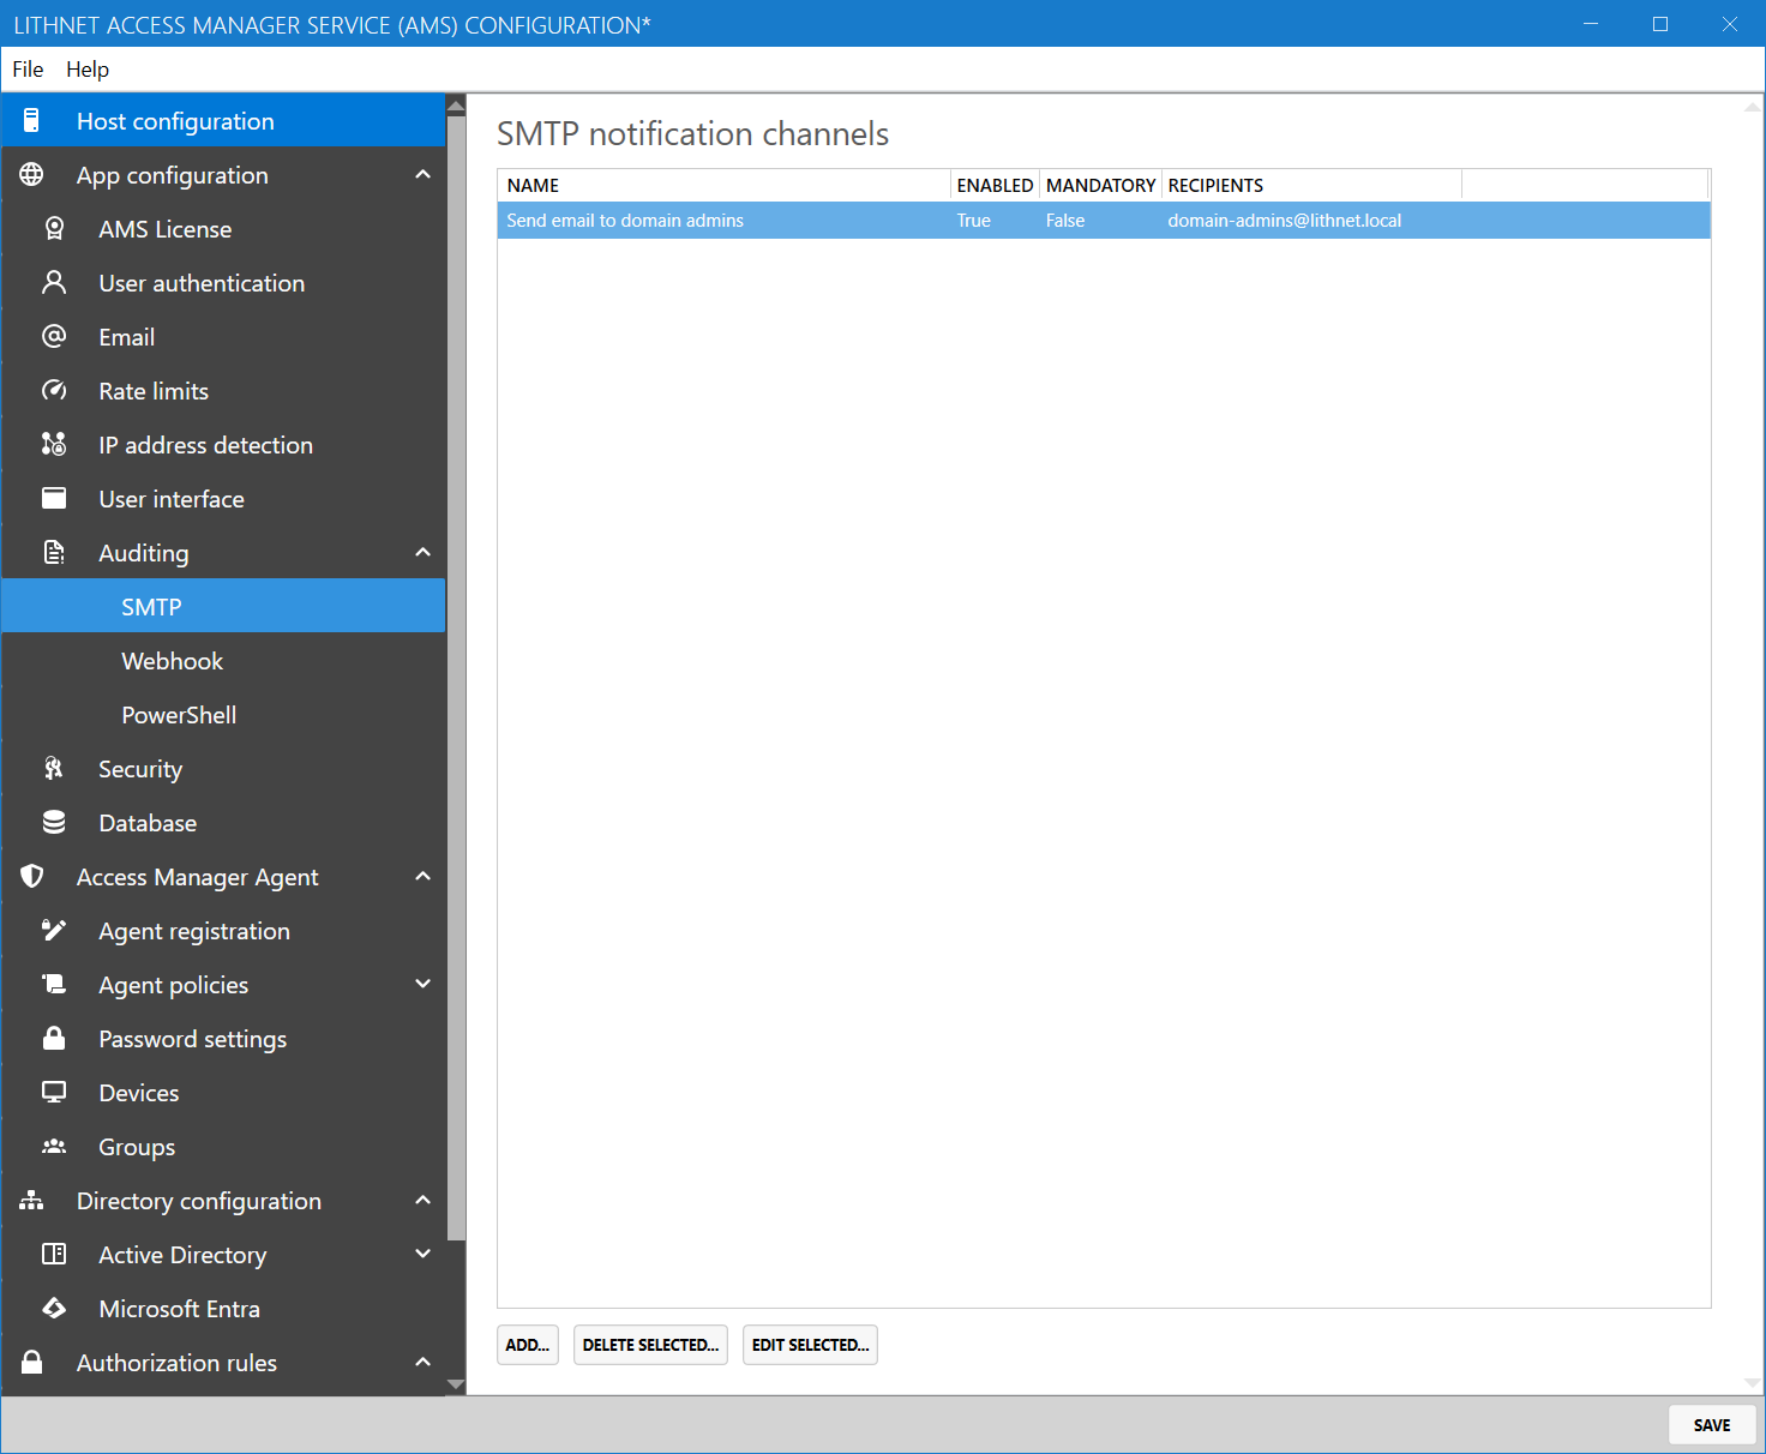 LITHNET ACCESS MANAGER SERVICE (AMS) CONFIGURATION*
File Help
Host configuration
App configuration
AMS License
User authentication
Email
Rate limits
IP address detection
User interface
Auditing
SMTP
Webhook
PowerShell
Security
Database
Access Manager Agent
Agent registration
Agent policies
Password settings
Devices
Groups
Directory configuration
Active Directory
Microsoft Entra
Authorization rules
SMTP notification channels
NAME ENABLED MANDATORY RECIPIENTS
Send email to domain admins True False domain-admins@lithnet.local
ADD... DELETE SELECTED... EDIT SELECTED...
SAVE